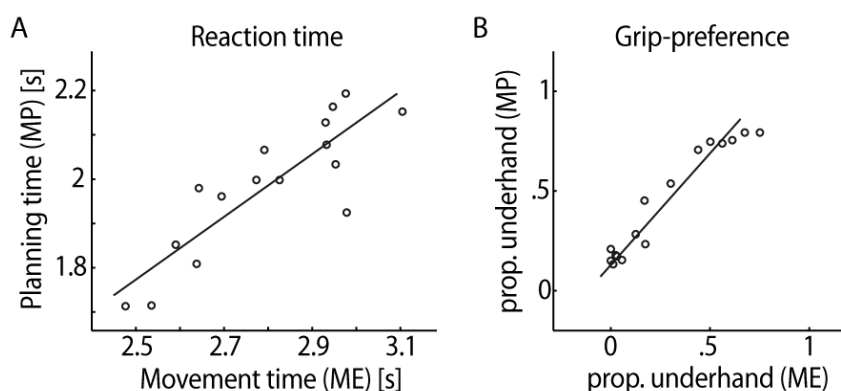 A
Reaction time
Planning time (MP) [s]
2.2
2
1.8
2.5
2.7
2.9
3.1
Movement time (ME) [s]
B
Grip-preference
prop. underhand (MP)
1
.5
0
0
.5
1
prop. underhand (ME)